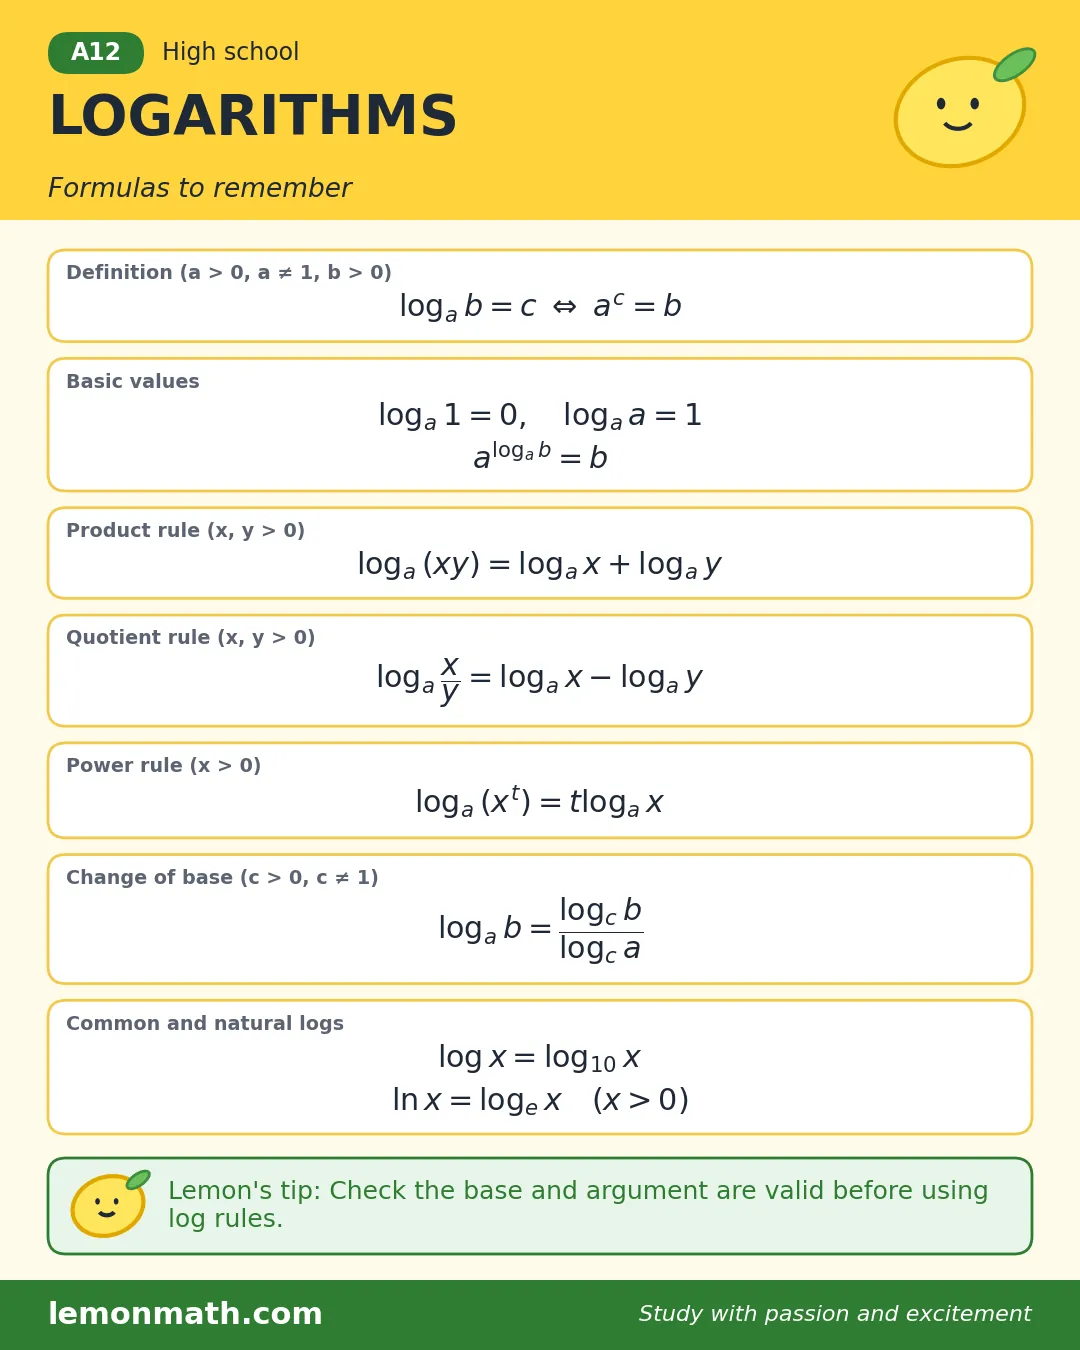 A12 High school
LOGARITHMS
Formulas to remember
Definition (a > 0, a ≠ 1, b > 0)
logₐ b = c ⇔ aᶜ = b
Basic values
logₐ 1 = 0, logₐ a = 1
a^(logₐ b) = b
Product rule (x, y > 0)
logₐ (xy) = logₐ x + logₐ y
Quotient rule (x, y > 0)
logₐ x/y = logₐ x − logₐ y
Power rule (x > 0)
logₐ (xᵗ) = t logₐ x
Change of base (c > 0, c ≠ 1)
logₐ b = log_c b / log_c a
Common and natural logs
log x = log₁₀ x
ln x = logₑ x (x > 0)
Lemon's tip: Check the base and argument are valid before using
log rules.
lemonmath.com Study with passion and excitement